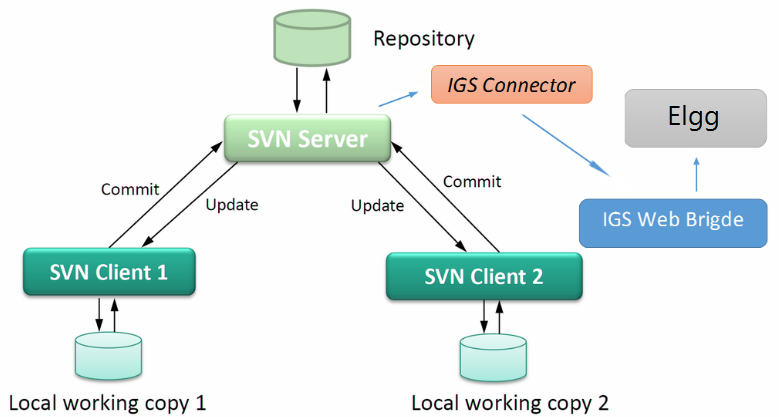 Repository
IGS Connector
Elgg
SVN Server
Commit
Update
Update
Commit
IGS Web Brigde
SVN Client 1
SVN Client 2
Local working copy 1
Local working copy 2